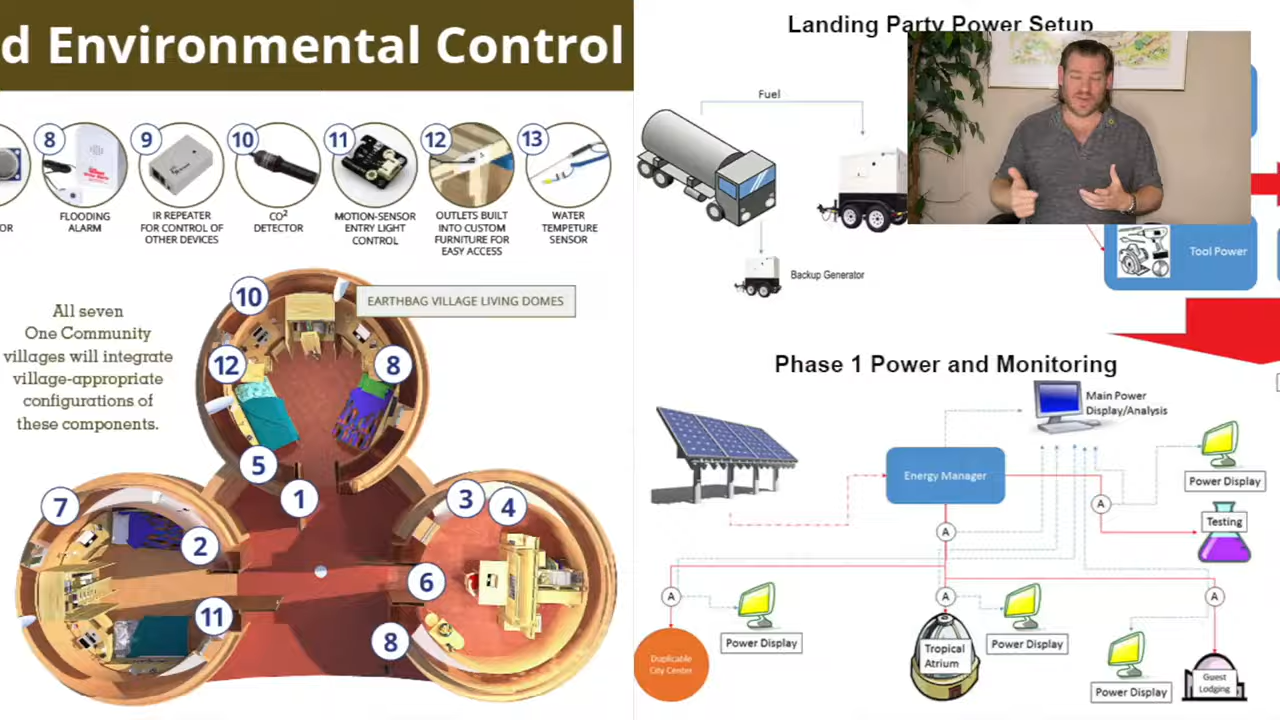 d Environmental Control
8
9
10
11
12
13
OR
FLOODING
ALARM
IR REPEATER
FOR CONTROL OF
OTHER DEVICES
CO²
DETECTOR
MOTION-SENSOR
ENTRY LIGHT
CONTROL
OUTLETS BUILT
INTO CUSTOM
FURNITURE FOR
EASY ACCESS
WATER
TEMPETURE
SENSOR
All seven
One Community
villages will integrate
village-appropriate
configurations of
these components.
EARTHBAG VILLAGE LIVING DOMES
10
12
8
5
1
7
2
11
3
4
6
8
Landing Party Power Setup
Fuel
Backup Generator
Tool Power
Phase 1 Power and Monitoring
Main Power
Display/Analysis
Energy Manager
Power Display
A
Testing
A
A
Power Display
A
Power Display
A
Duplicable
City Center
Tropical
Atrium
Power Display
Guest
Lodging